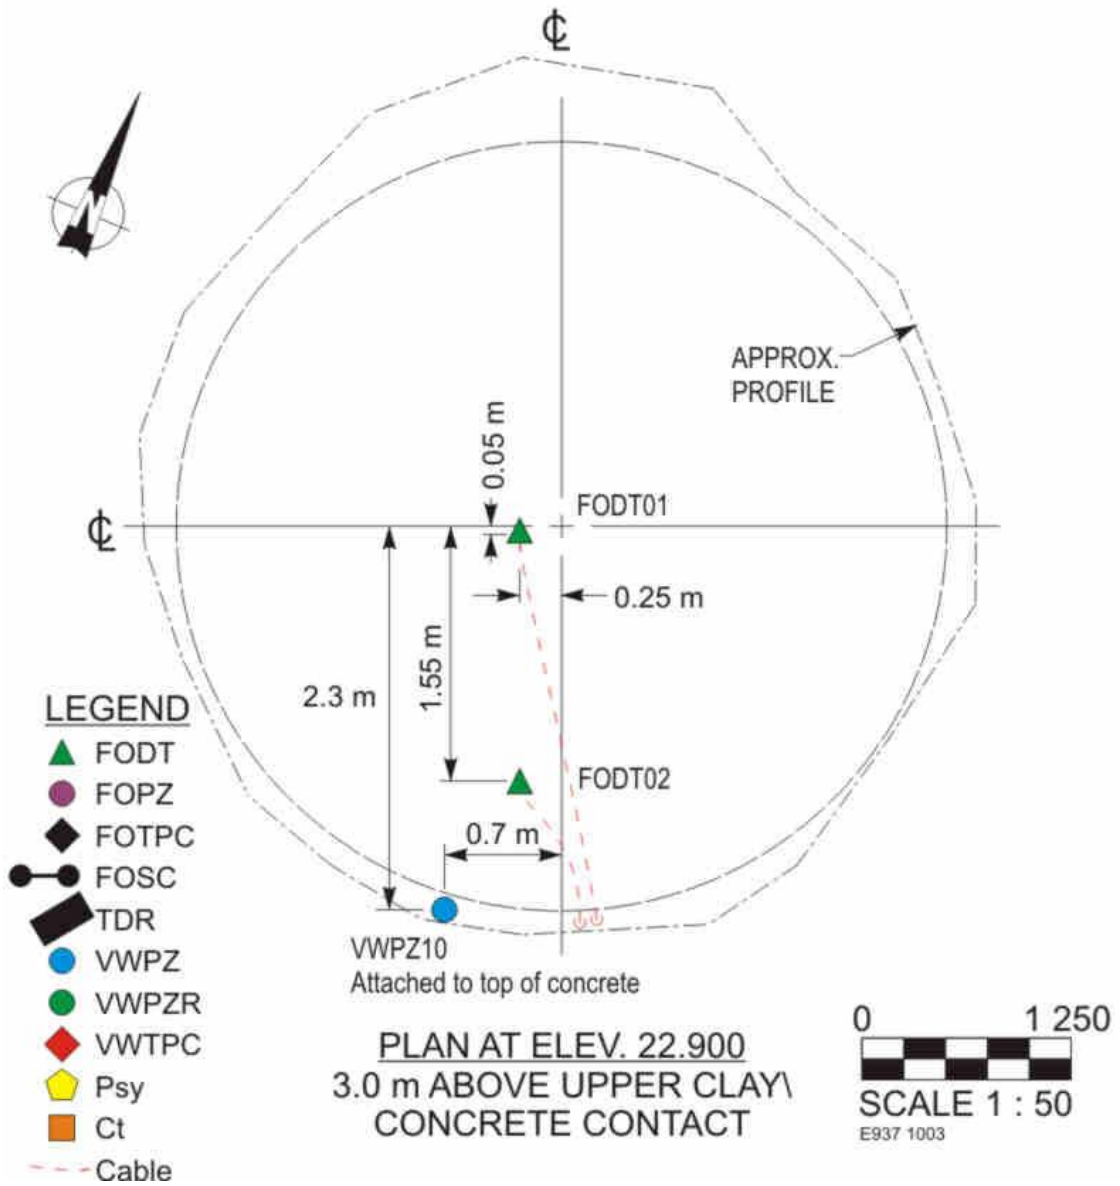 ℄
APPROX.
PROFILE
0.05 m
FODT01
℄
0.25 m
1.55 m
2.3 m
LEGEND
FODT
FOPZ
FOTPC
FOSC
TDR
VWPZ
VWPZR
VWTPC
Psy
Ct
Cable
FODT02
0.7 m
VWPZ10
Attached to top of concrete
PLAN AT ELEV. 22.900
3.0 m ABOVE UPPER CLAY\
CONCRETE CONTACT
0 1 250
SCALE 1 : 50
E937 1003